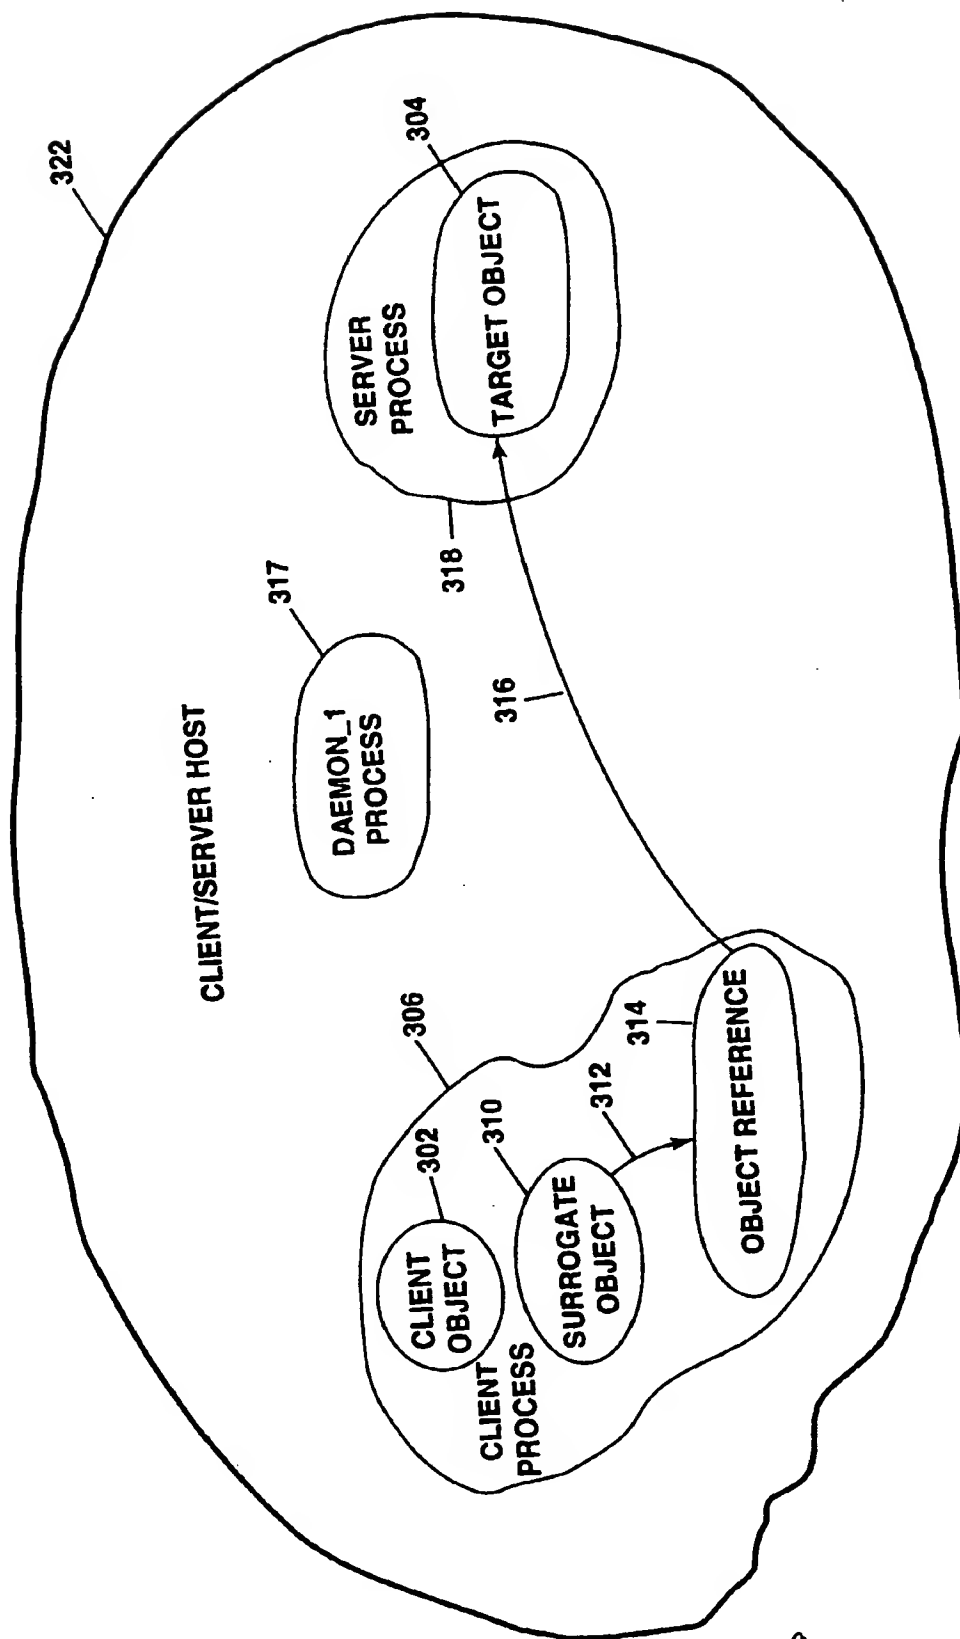 322
CLIENT/SERVER HOST
317
DAEMON_1
PROCESS
SERVER
PROCESS
304
TARGET OBJECT
318
316
306
302
CLIENT
OBJECT
CLIENT
PROCESS
310
SURROGATE
OBJECT
312
314
OBJECT REFERENCE